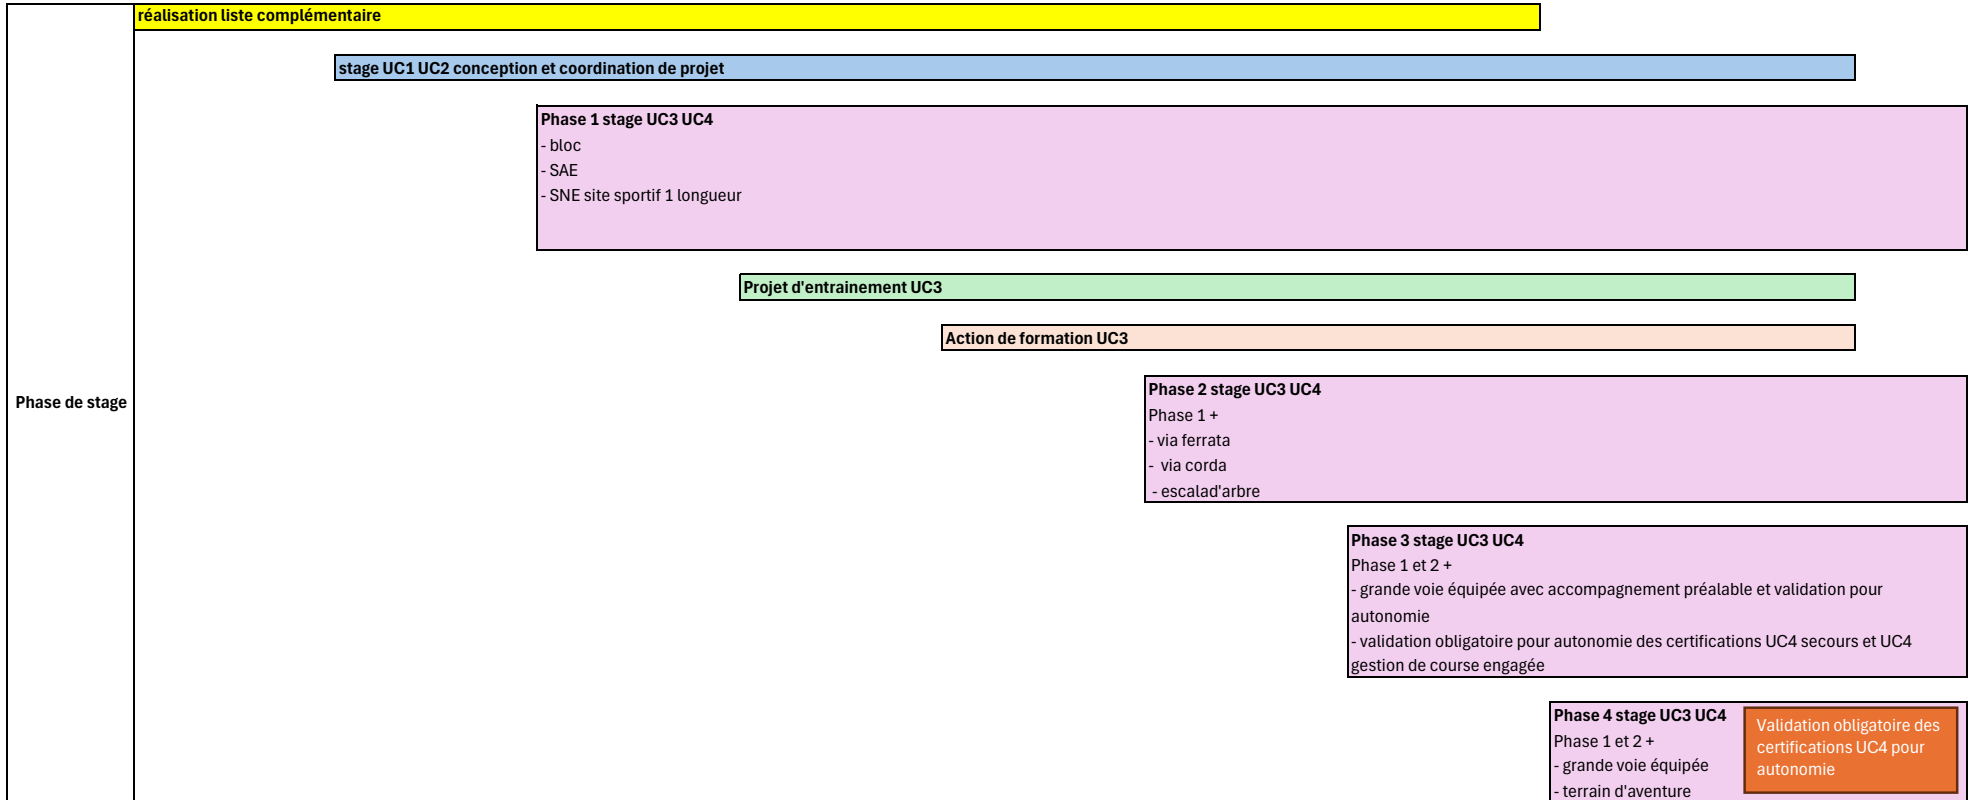 réalisation liste complémentaire
stage UC1 UC2 conception et coordination de projet
Phase 1 stage UC3 UC4
- bloc
- SAE
- SNE site sportif 1 longueur
Projet d'entrainement UC3
Action de formation UC3
Phase de stage
Phase 2 stage UC3 UC4
Phase 1 +
- via ferrata
-  via corda
- escalad'arbre
Phase 3 stage UC3 UC4
Phase 1 et 2 +
- grande voie équipée avec accompagnement préalable et validation pour
autonomie
- validation obligatoire pour autonomie des certifications UC4 secours et UC4
gestion de course engagée
Phase 4 stage UC3 UC4
Phase 1 et 2 +
- grande voie équipée
- terrain d'aventure
Validation obligatoire des
certifications UC4 pour
autonomie